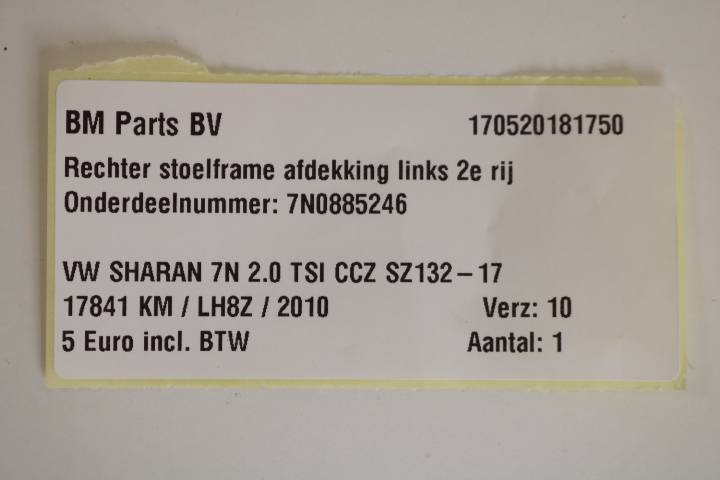 BM Parts BV 170520181750
Rechter stoelframe afdekking links 2e rij
Onderdeelnummer: 7N0885246
VW SHARAN 7N 2.0 TSI CCZ SZ132 – 17
17841 KM / LH8Z / 2010 Verz: 10
5 Euro incl. BTW Aantal: 1